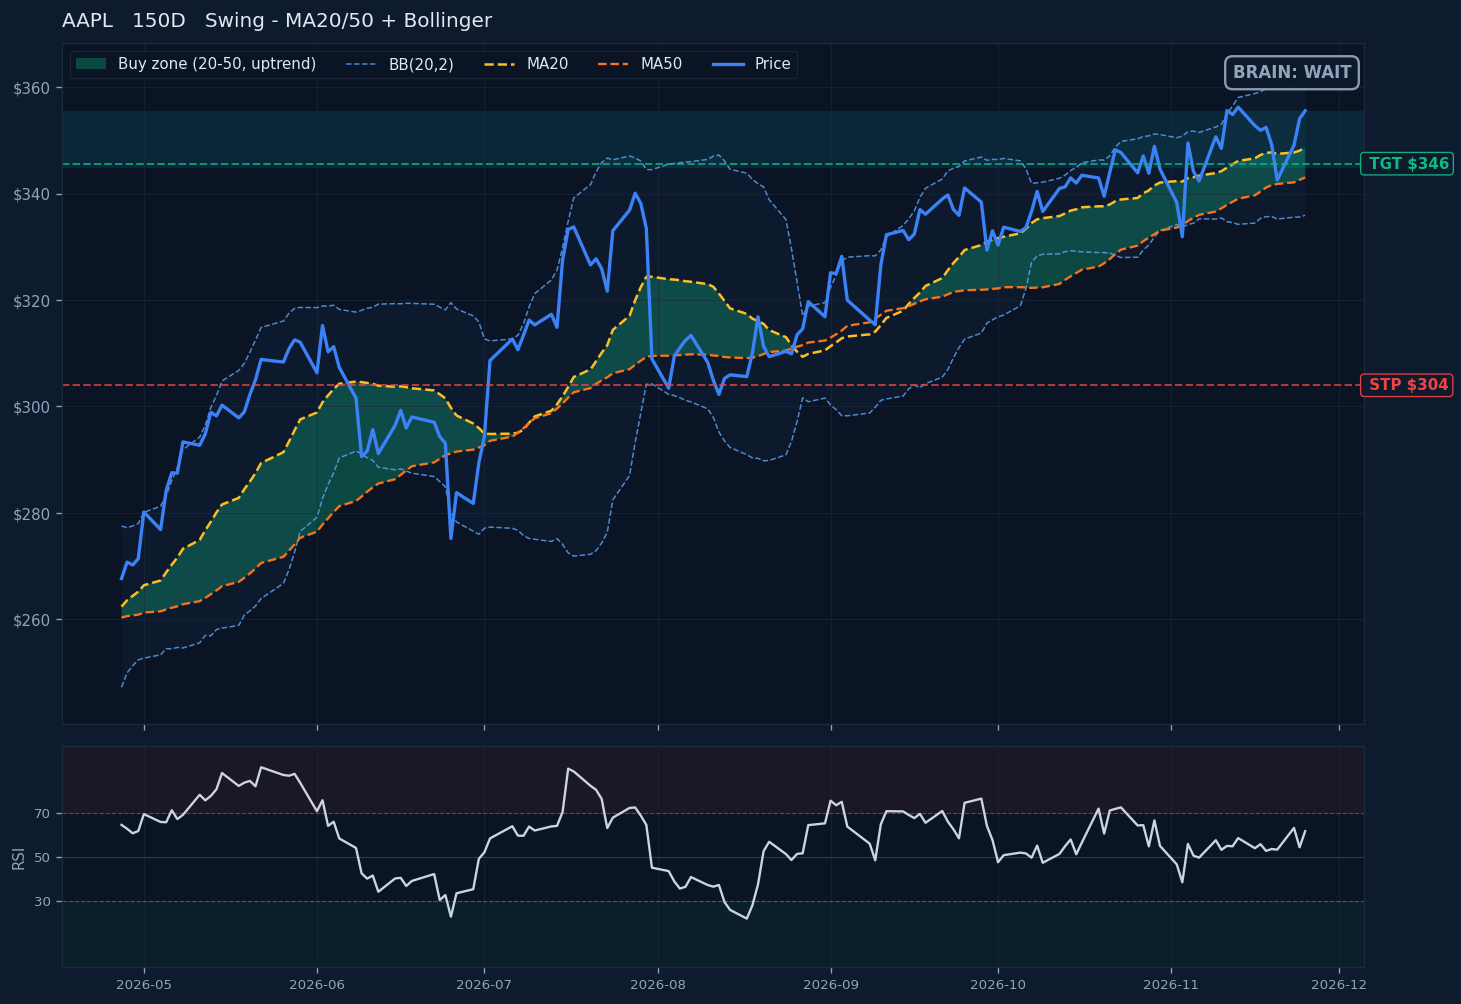 AAPL   150D   Swing - MA20/50 + Bollinger
Buy zone (20-50, uptrend) BB(20,2) MA20 MA50 Price
BRAIN: WAIT
$360
$340
$320
$300
$280
$260
TGT $346
STP $304
RSI
70
50
30
2026-05 2026-06 2026-07 2026-08 2026-09 2026-10 2026-11 2026-12